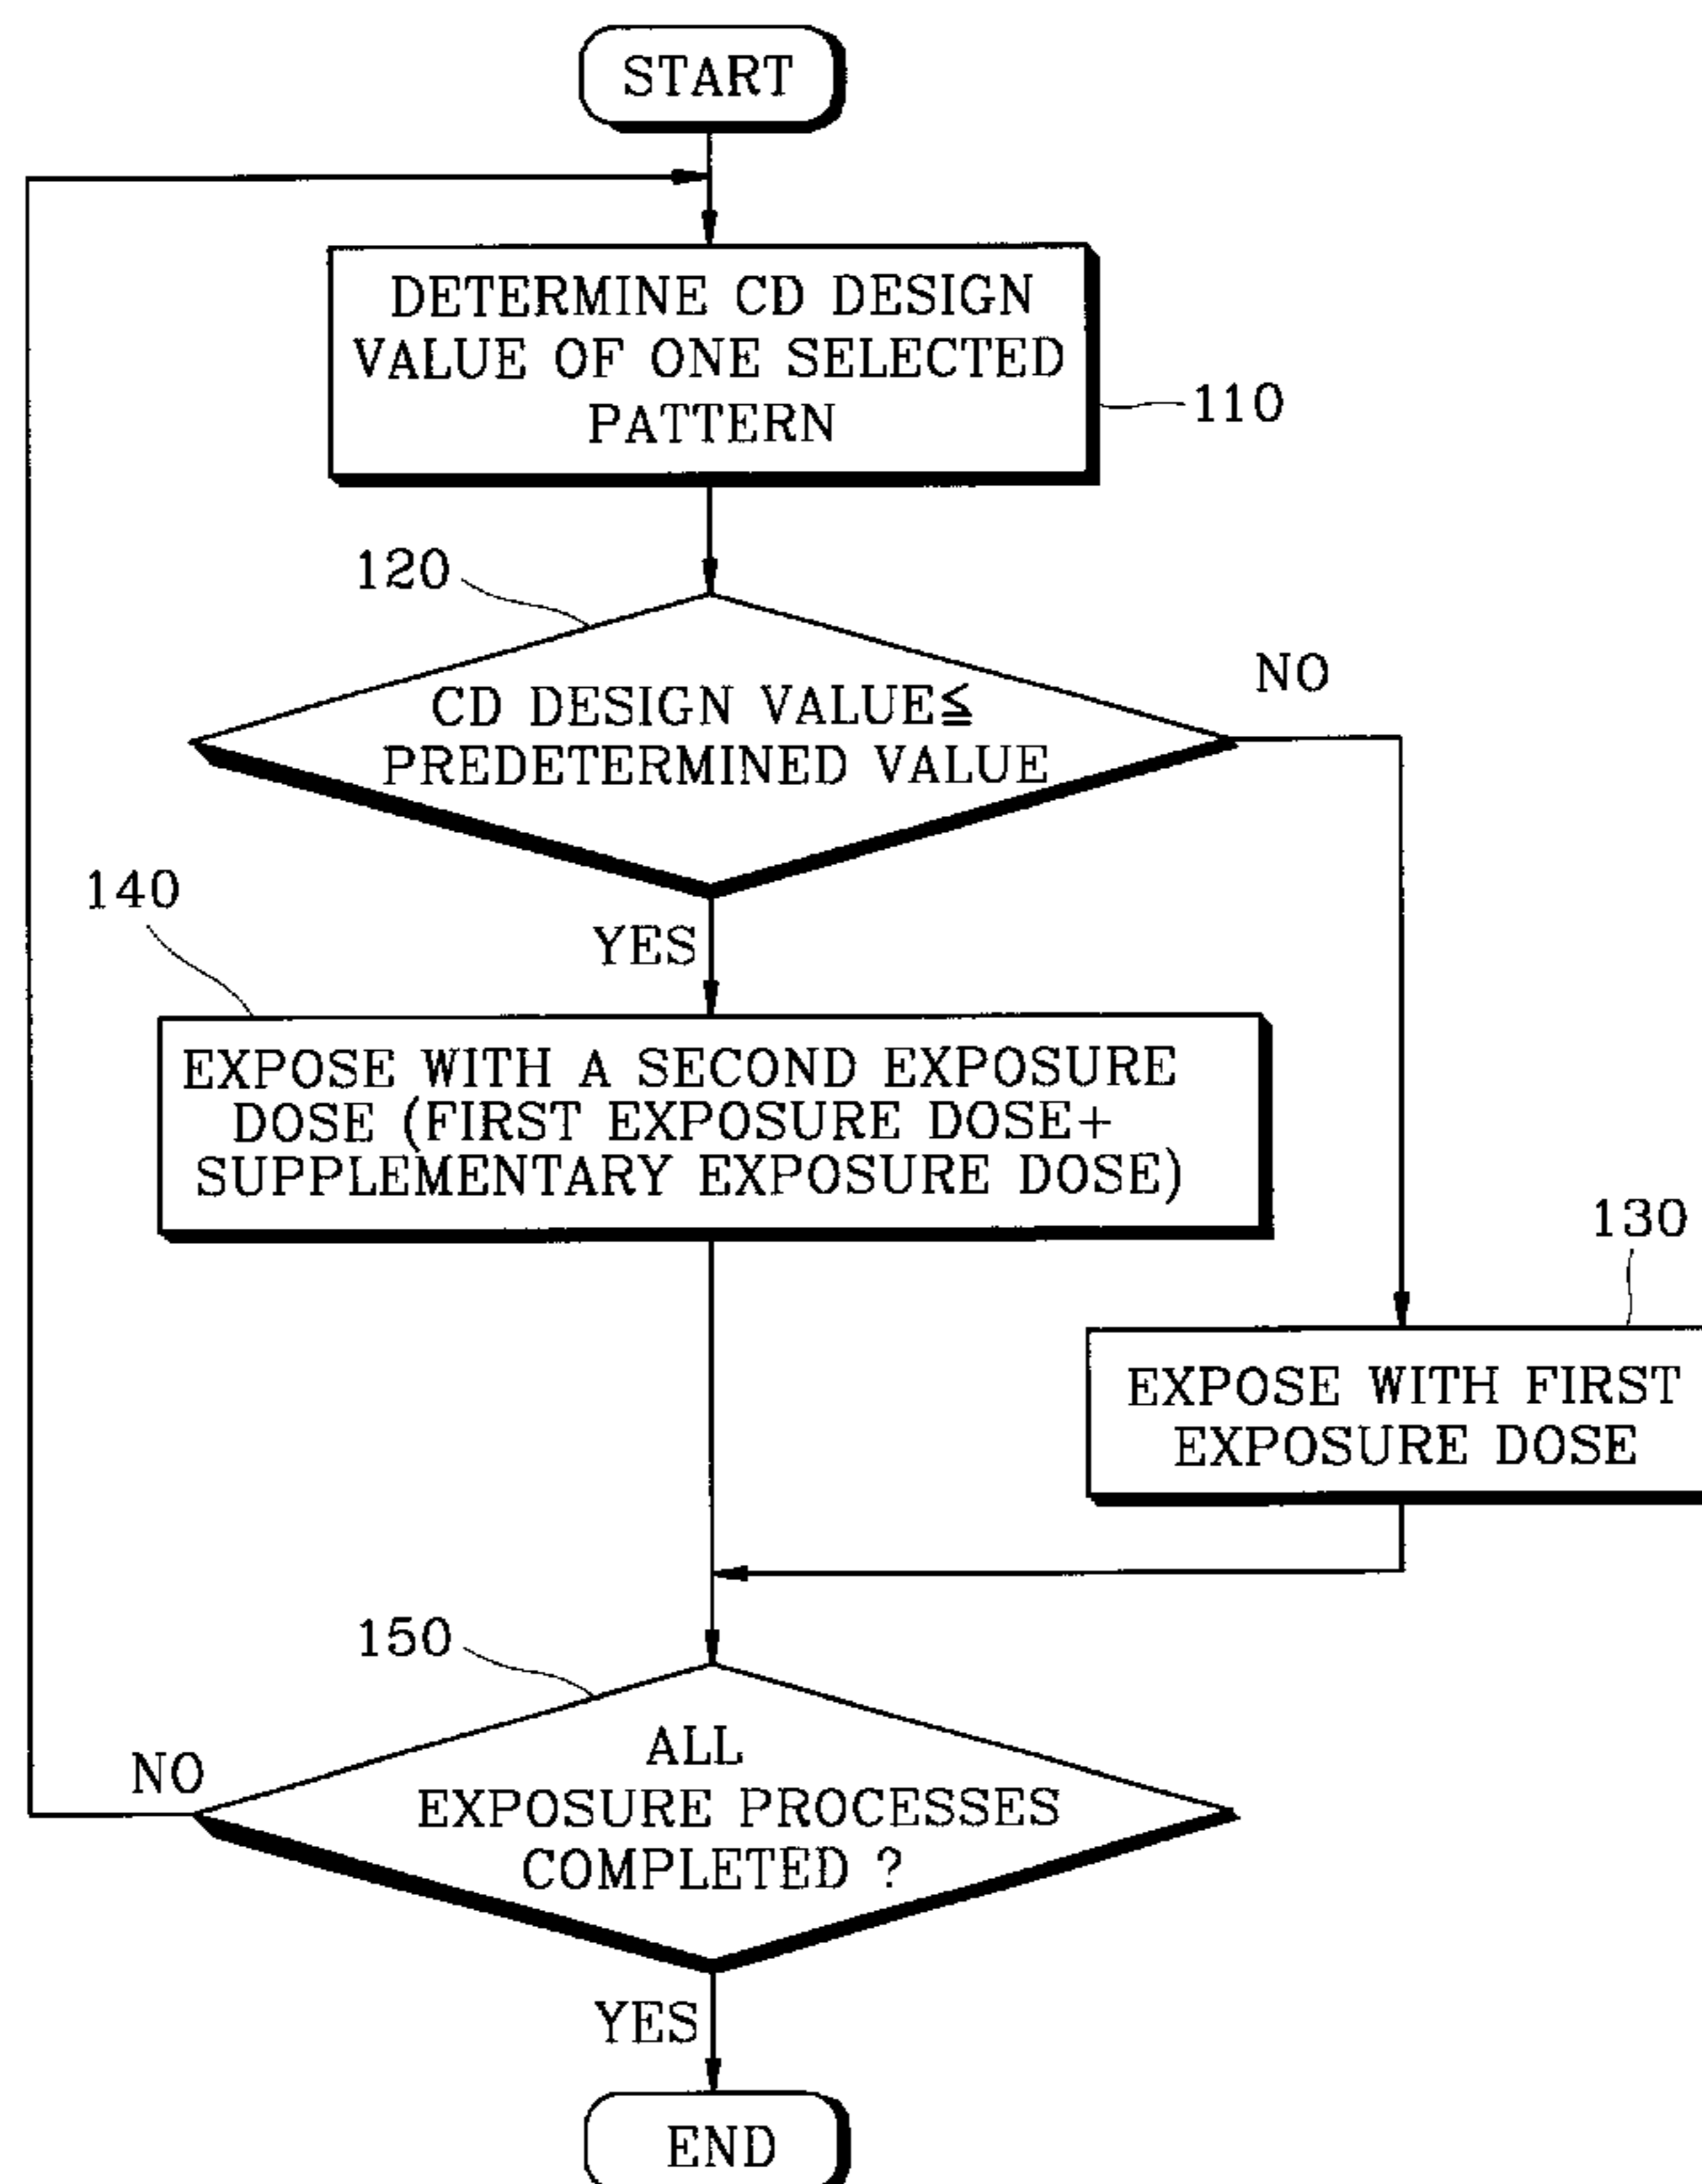 START
DETERMINE CD DESIGN
VALUE OF ONE SELECTED
PATTERN
110
120
CD DESIGN VALUE≦
PREDETERMINED VALUE
NO
140
YES
EXPOSE WITH A SECOND EXPOSURE
DOSE (FIRST EXPOSURE DOSE+
SUPPLEMENTARY EXPOSURE DOSE)
130
EXPOSE WITH FIRST
EXPOSURE DOSE
150
NO
ALL
EXPOSURE PROCESSES
COMPLETED ?
YES
END